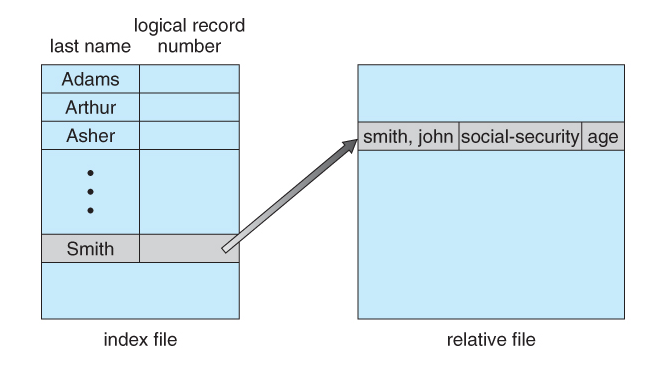 logical record
last name number
Adams
Arthur
Asher
smith, john social-security age
Smith
index file
relative file